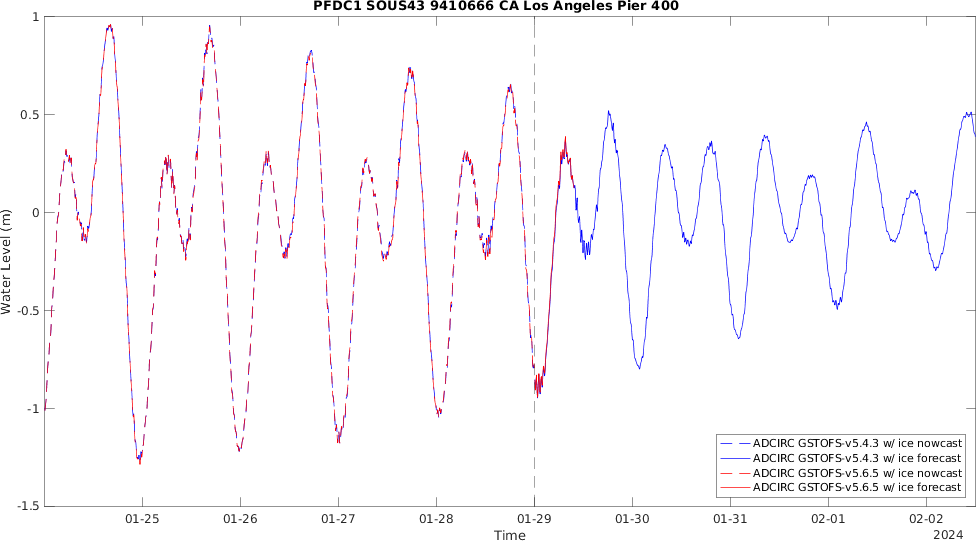 PFDC1 SOUS43 9410666 CA Los Angeles Pier 400
1
0.5
0
-0.5
-1
-1.5
Water Level (m)
01-25 01-26 01-27 01-28 01-29 01-30 01-31 02-01 02-02
Time
2024
ADCIRC GSTOFS-v5.4.3 w/ ice nowcast
ADCIRC GSTOFS-v5.4.3 w/ ice forecast
ADCIRC GSTOFS-v5.6.5 w/ ice nowcast
ADCIRC GSTOFS-v5.6.5 w/ ice forecast